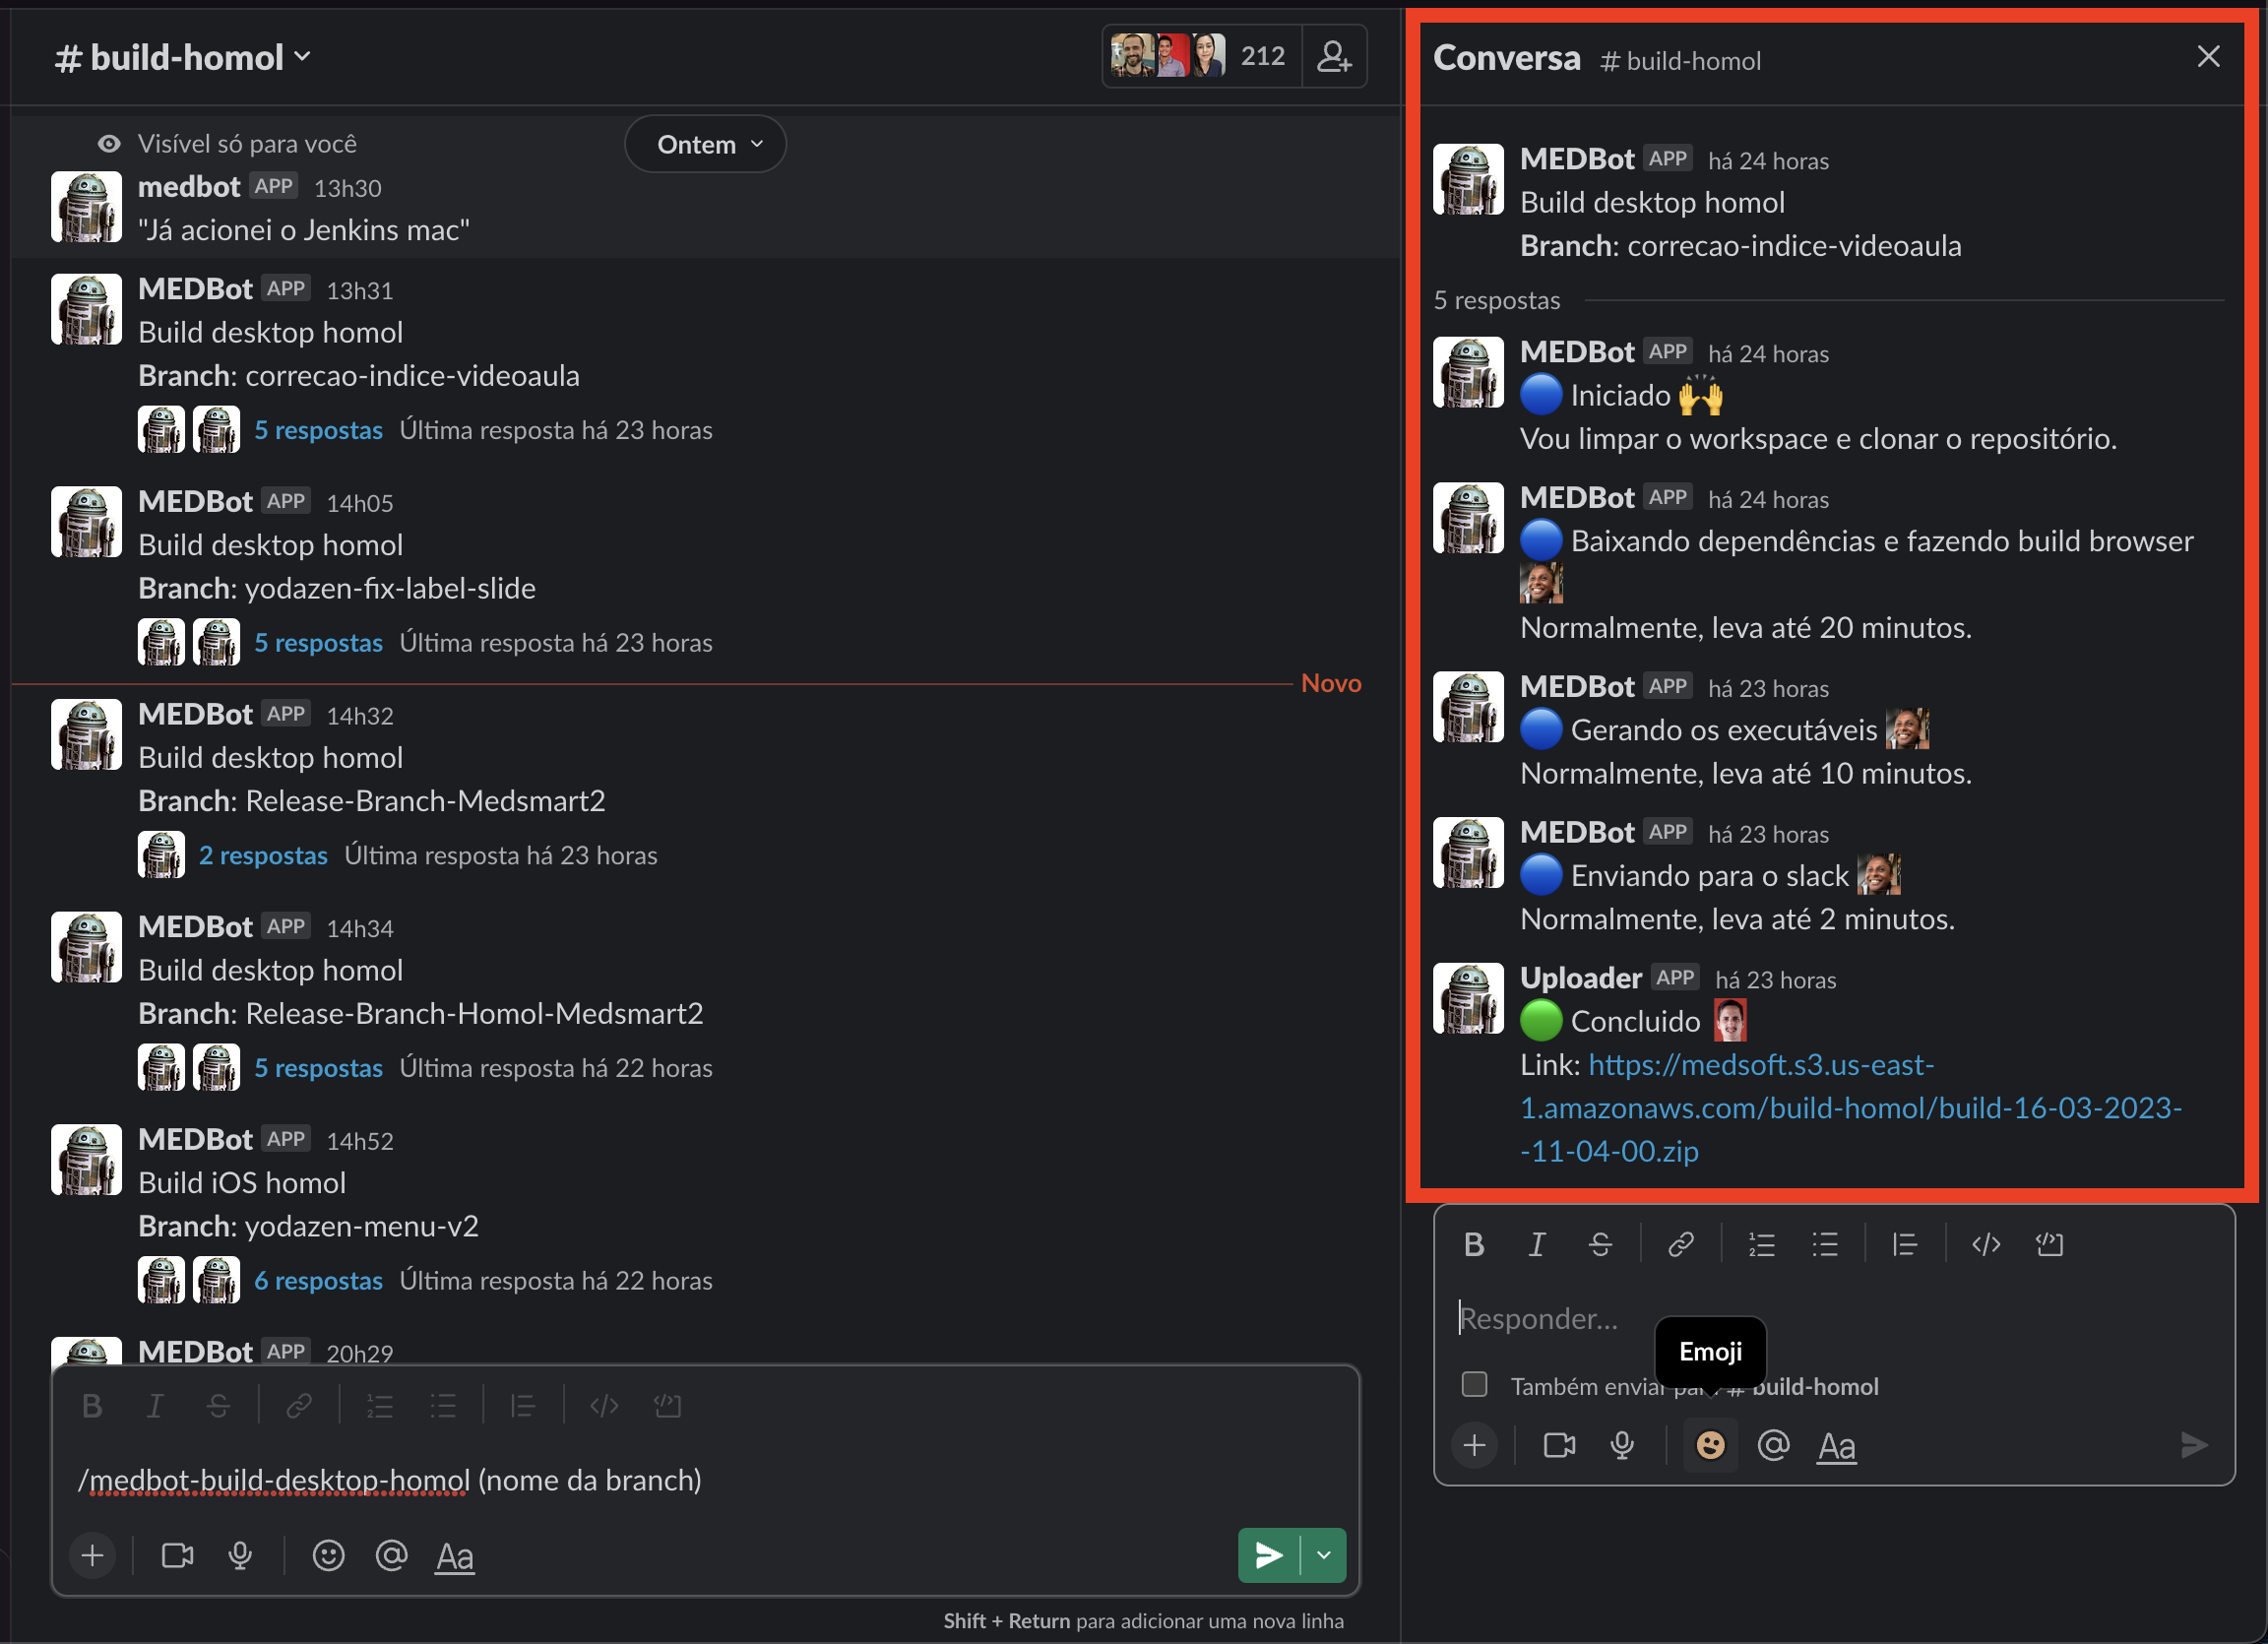 # build-homol
212
Visível só para você
Ontem
medbot APP 13h30
"Já acionei o Jenkins mac"
MEDBot APP 13h31
Build desktop homol
Branch: correcao-indice-videoaula
5 respostas Última resposta há 23 horas
MEDBot APP 14h05
Build desktop homol
Branch: yodazen-fix-label-slide
5 respostas Última resposta há 23 horas
Novo
MEDBot APP 14h32
Build desktop homol
Branch: Release-Branch-Medsmart2
2 respostas Última resposta há 23 horas
MEDBot APP 14h34
Build desktop homol
Branch: Release-Branch-Homol-Medsmart2
5 respostas Última resposta há 22 horas
MEDBot APP 14h52
Build iOS homol
Branch: yodazen-menu-v2
6 respostas Última resposta há 22 horas
MEDBot APP 20h29
B I S
/medbot-build-desktop-homol (nome da branch)
Aa
Shift + Return para adicionar uma nova linha
Conversa # build-homol
MEDBot APP há 24 horas
Build desktop homol
Branch: correcao-indice-videoaula
5 respostas
MEDBot APP há 24 horas
Iniciado 🙌
Vou limpar o workspace e clonar o repositório.
MEDBot APP há 24 horas
Baixando dependências e fazendo build browser
Normalmente, leva até 20 minutos.
MEDBot APP há 23 horas
Gerando os executáveis
Normalmente, leva até 10 minutos.
MEDBot APP há 23 horas
Enviando para o slack
Normalmente, leva até 2 minutos.
Uploader APP há 23 horas
Concluido
Link: https://medsoft.s3.us-east-
1.amazonaws.com/build-homol/build-16-03-2023-
-11-04-00.zip
B I S
Responder...
Emoji
Também enviar para # build-homol
Aa